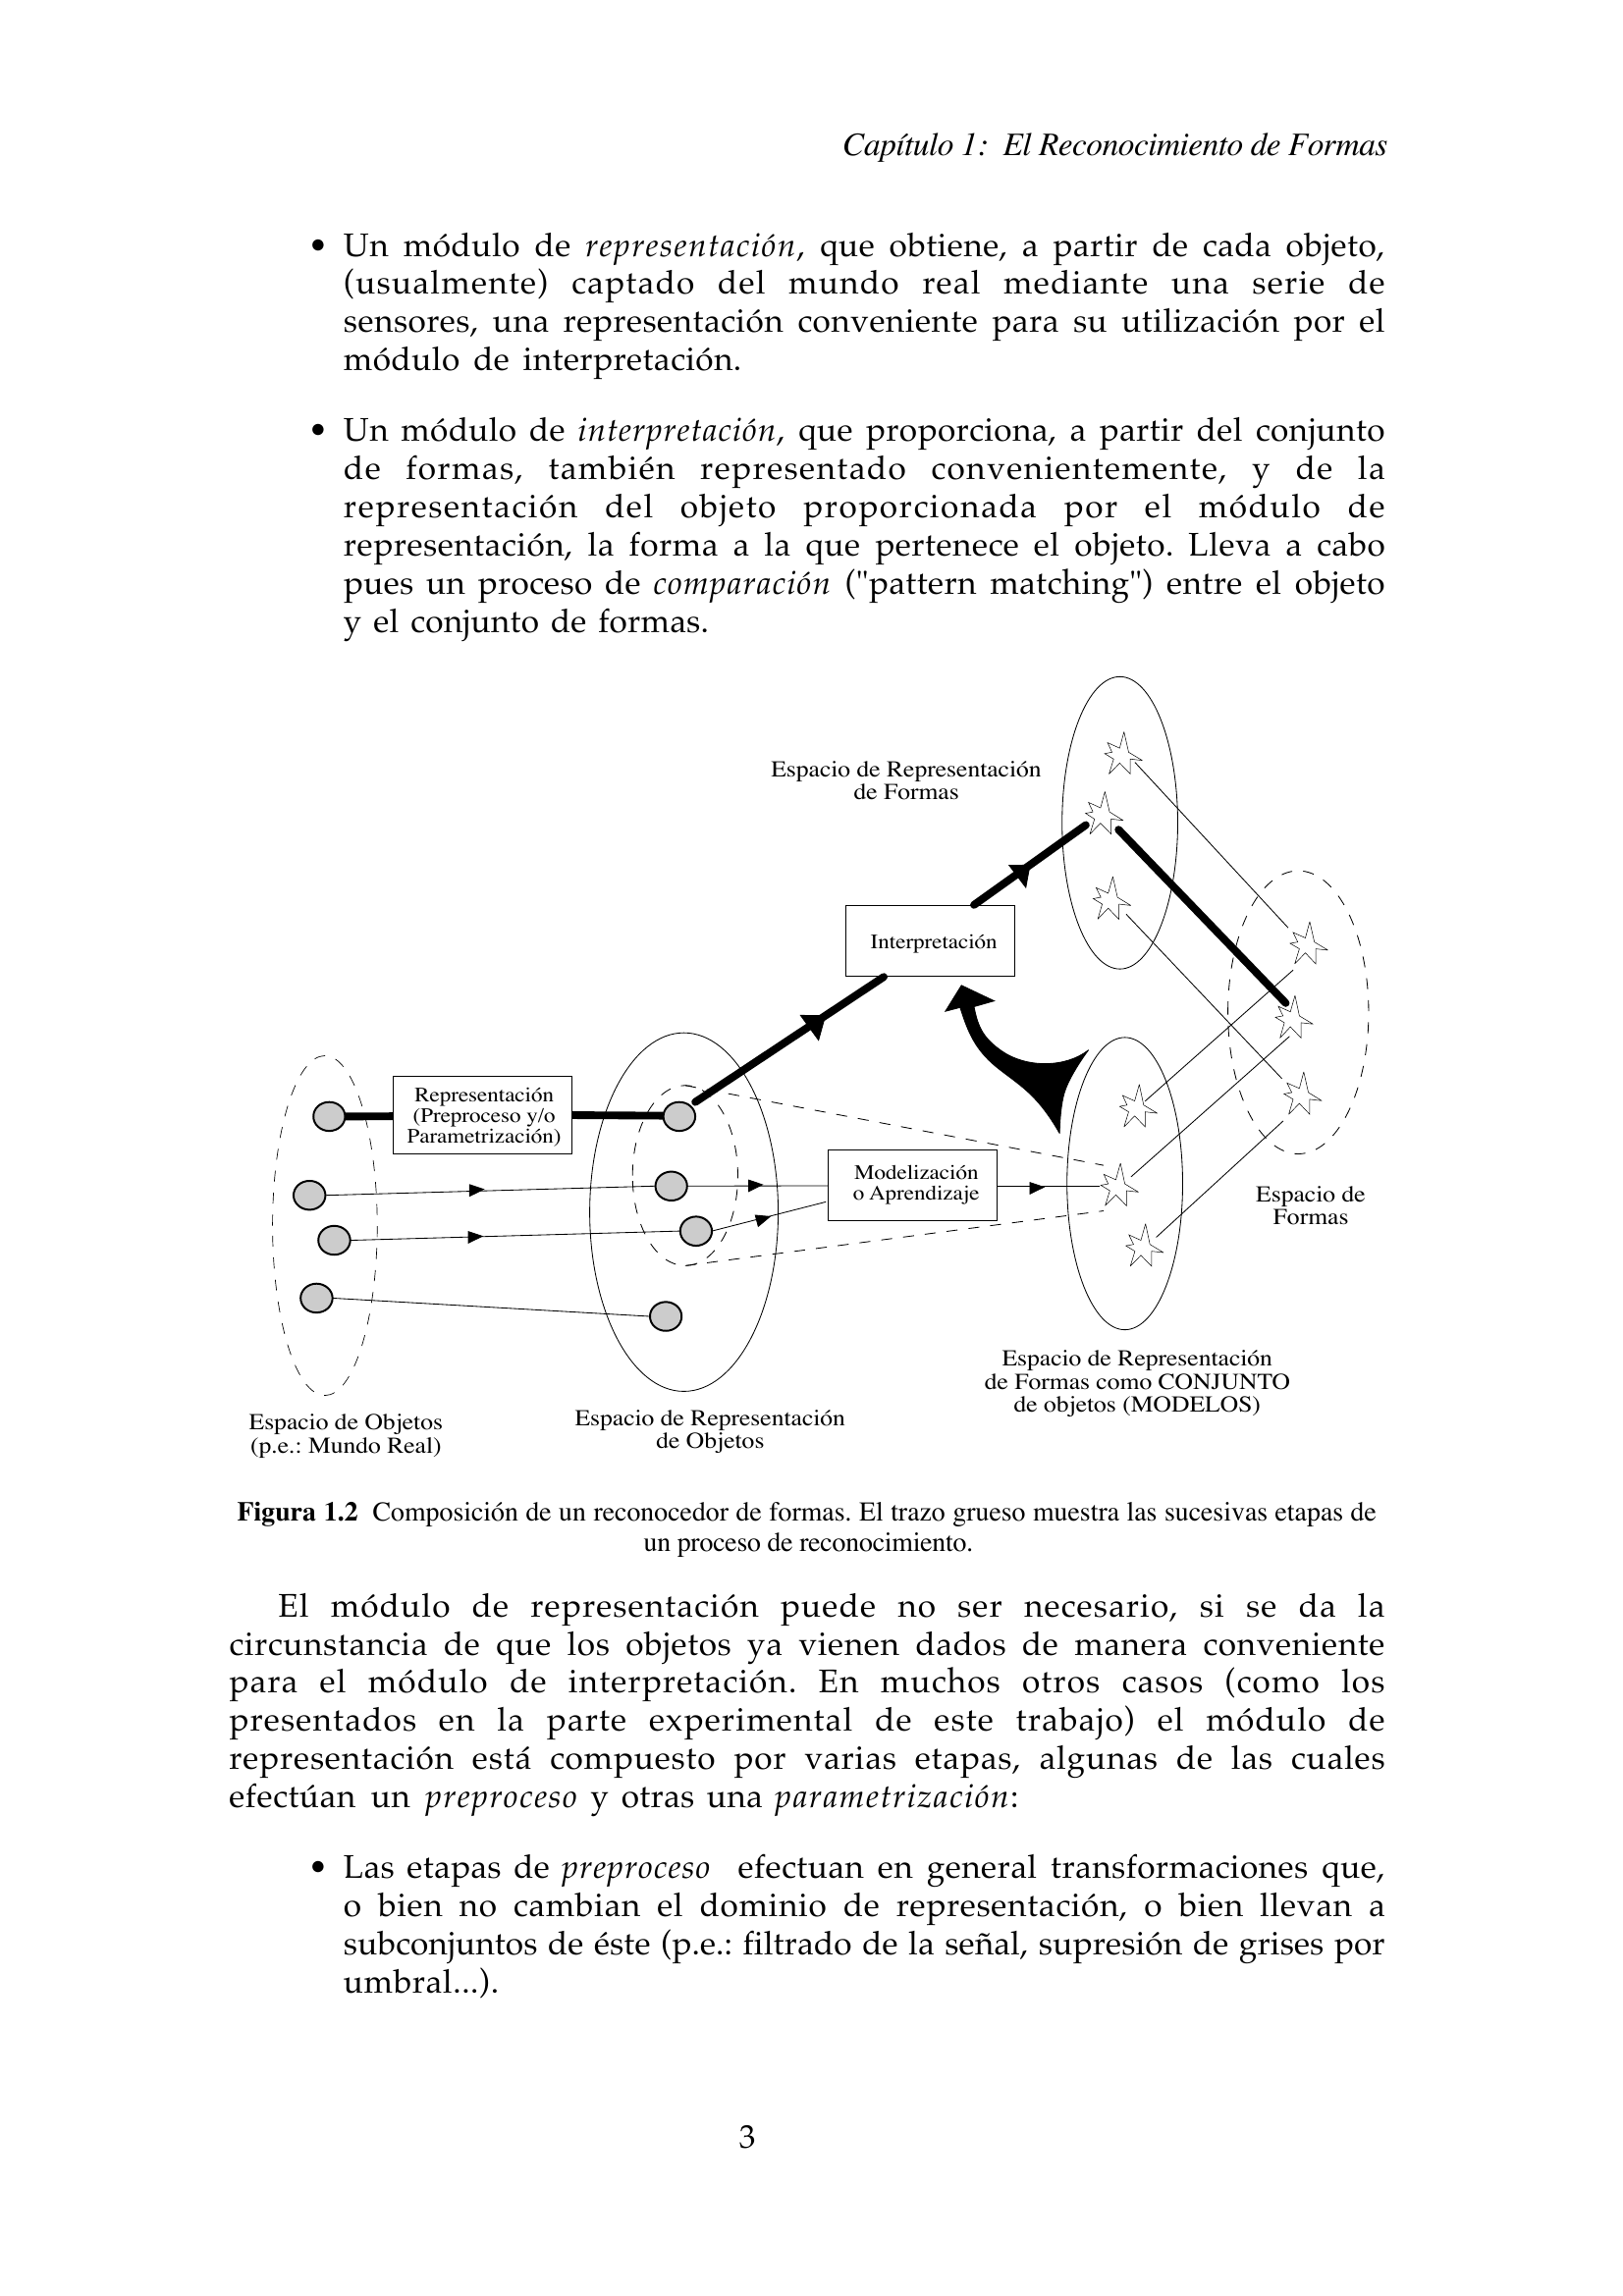 Capítulo 1:  El Reconocimiento de Formas
• Un módulo de representación, que obtiene, a partir de cada objeto,
(usualmente) captado del mundo real mediante una serie de
sensores, una representación conveniente para su utilización por el
módulo de interpretación.
• Un módulo de interpretación, que proporciona, a partir del conjunto
de formas, también representado convenientemente, y de la
representación del objeto proporcionada por el módulo de
representación, la forma a la que pertenece el objeto. Lleva a cabo
pues un proceso de comparación ("pattern matching") entre el objeto
y el conjunto de formas.
Espacio de Representación
de Formas
Interpretación
Representación
(Preproceso y/o
Parametrización)
Modelización
o Aprendizaje
Espacio de
Formas
Espacio de Representación
de Formas como CONJUNTO
de objetos (MODELOS)
Espacio de Objetos
(p.e.: Mundo Real)
Espacio de Representación
de Objetos
Figura 1.2  Composición de un reconocedor de formas. El trazo grueso muestra las sucesivas etapas de
un proceso de reconocimiento.
El módulo de representación puede no ser necesario, si se da la
circunstancia de que los objetos ya vienen dados de manera conveniente
para el módulo de interpretación. En muchos otros casos (como los
presentados en la parte experimental de este trabajo) el módulo de
representación está compuesto por varias etapas, algunas de las cuales
efectúan un preproceso y otras una parametrización:
• Las etapas de preproceso  efectuan en general transformaciones que,
o bien no cambian el dominio de representación, o bien llevan a
subconjuntos de éste (p.e.: filtrado de la señal, supresión de grises por
umbral...).
3